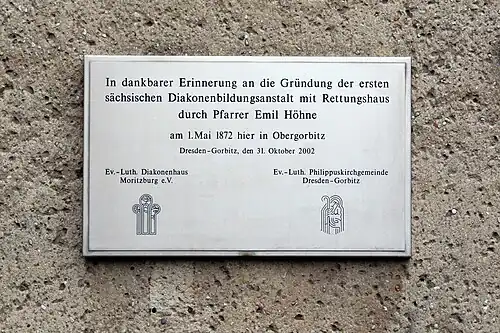 In dankbarer Erinnerung an die Gründung der ersten
sächsischen Diakonenbildungsanstalt mit Rettungshaus
durch Pfarrer Emil Höhne
am 1.Mai 1872 hier in Obergorbitz
Dresden-Gorbitz, den 31. Oktober 2002
Ev.-Luth. Diakonenhaus
Moritzburg e.V.
Ev.-Luth. Philippuskirchgemeinde
Dresden-Gorbitz